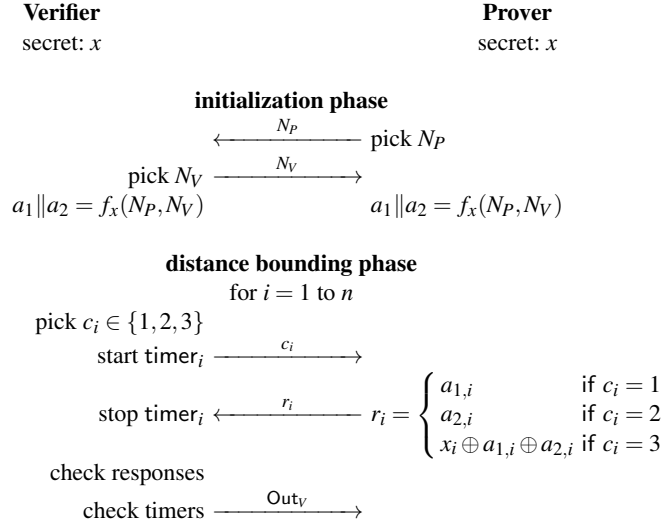 Verifier Prover
secret: x secret: x
initialization phase
N_P
pick N_P
pick N_V N_V
a_1∥a_2 = f_x(N_P,N_V) a_1∥a_2 = f_x(N_P,N_V)
distance bounding phase
for i = 1 to n
pick c_i ∈ {1,2,3}
start timer_i c_i
stop timer_i r_i r_i = { a_{1,i} if c_i = 1
a_{2,i} if c_i = 2
x_i ⊕ a_{1,i} ⊕ a_{2,i} if c_i = 3
check responses
check timers Out_V